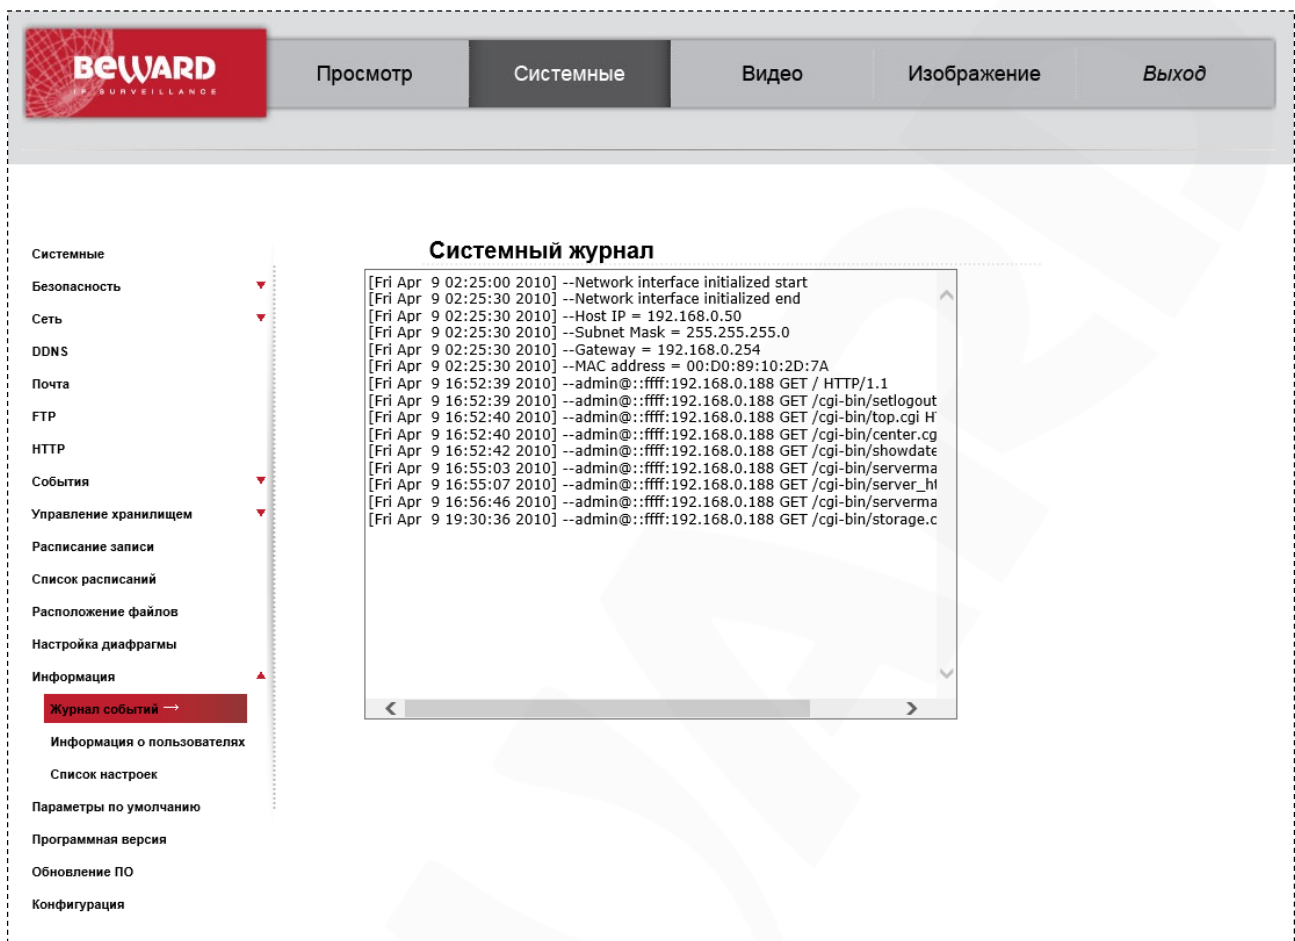 BEWARD
IP SURVEILLANCE
Просмотр
Системные
Видео
Изображение
Выход
Системные
Безопасность
Сеть
DDNS
Почта
FTP
HTTP
События
Управление хранилищем
Расписание записи
Список расписаний
Расположение файлов
Настройка диафрагмы
Информация
Журнал событий →
Информация о пользователях
Список настроек
Параметры по умолчанию
Программная версия
Обновление ПО
Конфигурация
Системный журнал
[Fri Apr  9 02:25:00 2010] --Network interface initialized start
[Fri Apr  9 02:25:30 2010] --Network interface initialized end
[Fri Apr  9 02:25:30 2010] --Host IP = 192.168.0.50
[Fri Apr  9 02:25:30 2010] --Subnet Mask = 255.255.255.0
[Fri Apr  9 02:25:30 2010] --Gateway = 192.168.0.254
[Fri Apr  9 02:25:30 2010] --MAC address = 00:D0:89:10:2D:7A
[Fri Apr  9 16:52:39 2010] --admin@::ffff:192.168.0.188 GET / HTTP/1.1
[Fri Apr  9 16:52:39 2010] --admin@::ffff:192.168.0.188 GET /cgi-bin/setlogout
[Fri Apr  9 16:52:40 2010] --admin@::ffff:192.168.0.188 GET /cgi-bin/top.cgi H
[Fri Apr  9 16:52:40 2010] --admin@::ffff:192.168.0.188 GET /cgi-bin/center.cg
[Fri Apr  9 16:52:42 2010] --admin@::ffff:192.168.0.188 GET /cgi-bin/showdate
[Fri Apr  9 16:55:03 2010] --admin@::ffff:192.168.0.188 GET /cgi-bin/serverma
[Fri Apr  9 16:55:07 2010] --admin@::ffff:192.168.0.188 GET /cgi-bin/server_ht
[Fri Apr  9 16:56:46 2010] --admin@::ffff:192.168.0.188 GET /cgi-bin/serverma
[Fri Apr  9 19:30:36 2010] --admin@::ffff:192.168.0.188 GET /cgi-bin/storage.c